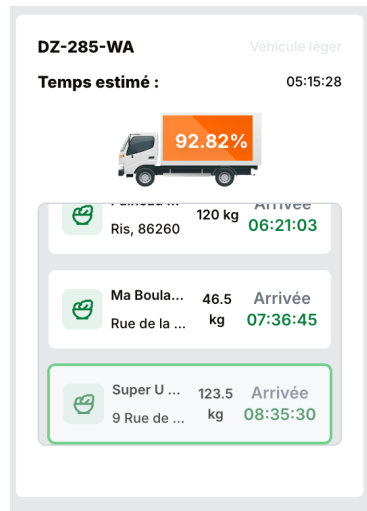 DZ-285-WA
Véhicule léger
Temps estimé :
05:15:28
92.82%
120 kg
Arrivée
Ris, 86260
06:21:03
Ma Boula...
46.5 kg
Arrivée
Rue de la ...
07:36:45
Super U ...
123.5 kg
Arrivée
9 Rue de ...
08:35:30